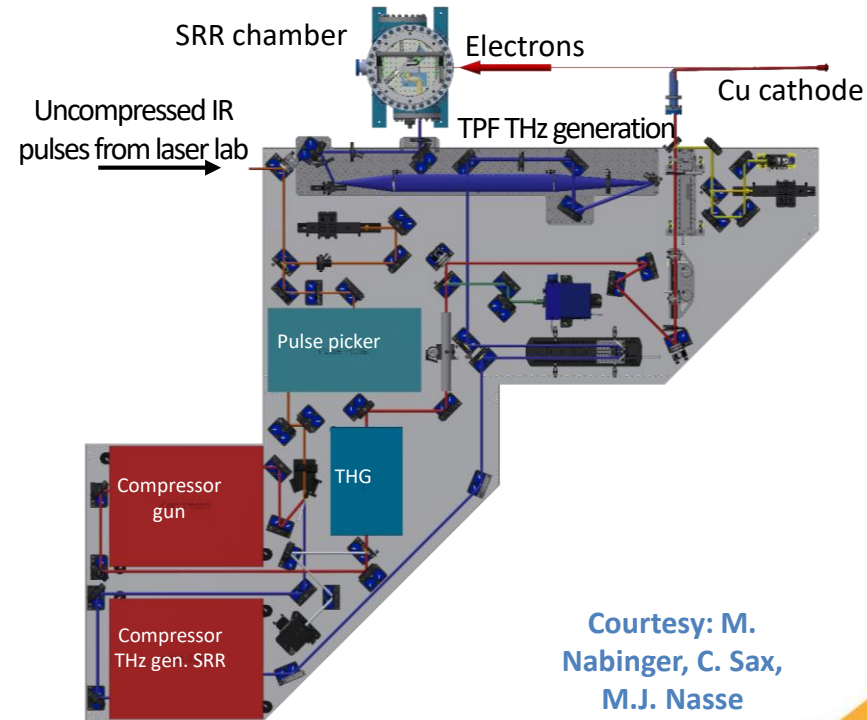 SRR chamber
Electrons
Cu cathode
Uncompressed IR
pulses from laser lab
TPF THz generation
Pulse picker
Compressor
gun
THG
Compressor
THz gen. SRR
Courtesy: M.
Nabinger, C. Sax,
M.J. Nasse